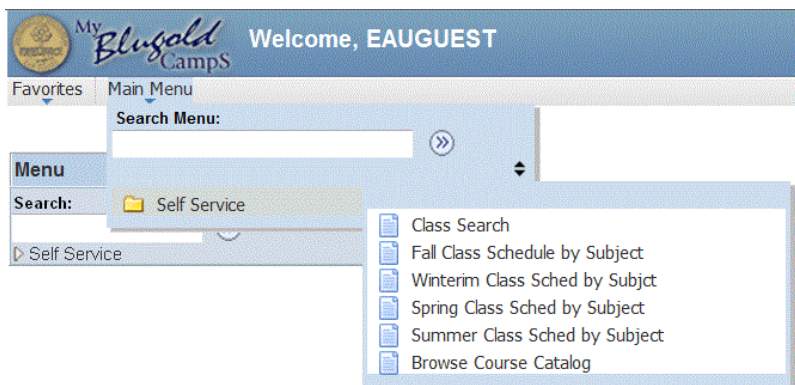 My Blugold CampS
Welcome, EAUGUEST
Favorites Main Menu
Search Menu:
Menu
Search:
Self Service
Self Service
Class Search
Fall Class Schedule by Subject
Winterim Class Sched by Subjct
Spring Class Sched by Subject
Summer Class Sched by Subject
Browse Course Catalog